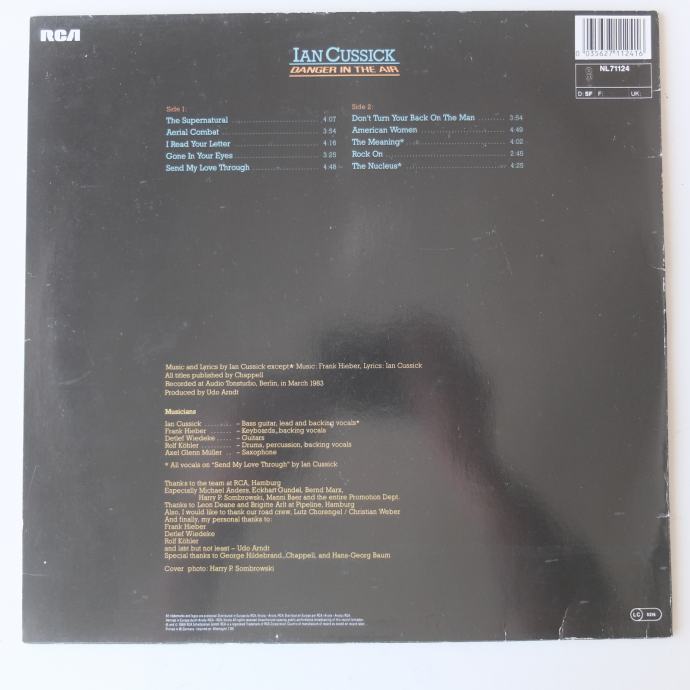 RCA
IAN CUSSICK
DANGER IN THE AIR
0 035627 112416
NL71124
D: SF F: UK:
Side 1:
The Supernatural 4:07
Aerial Combat 3:54
I Read Your Letter 4:16
Gone In Your Eyes 3:25
Send My Love Through 4:48
Side 2:
Don't Turn Your Back On The Man 3:54
American Women 4:49
The Meaning* 4:02
Rock On 2:45
The Nucleus* 4:25
Music and Lyrics by Ian Cussick except* Music: Frank Hieber, Lyrics: Ian Cussick
All titles published by Chappell
Recorded at Audio Tonstudio, Berlin, in March 1983
Produced by Udo Arndt
Musicians
Ian Cussick – Bass guitar, lead and backing vocals*
Frank Hieber – Keyboards, backing vocals
Detlef Wiedeke – Guitars
Rolf Köhler – Drums, percussion, backing vocals
Axel Glenn Müller – Saxophone
* All vocals on "Send My Love Through" by Ian Cussick
Thanks to the team at RCA, Hamburg
Especially Michael Anders, Eckhart Gundel, Bernd Marx,
Harry P. Sombrowski, Manni Baer and the entire Promotion Dept.
Thanks to Leon Deane and Brigitte Arlt at Pipeline, Hamburg
Also, I would like to thank our road crew, Lutz Chorengel / Christian Weber
And finally, my personal thanks to:
Frank Hieber
Detlef Wiedeke
Rolf Köhler
and last but not least – Udo Arndt
Special thanks to George Hildebrand, Chappell, and Hans-Georg Baum
Cover photo: Harry P. Sombrowski
LC